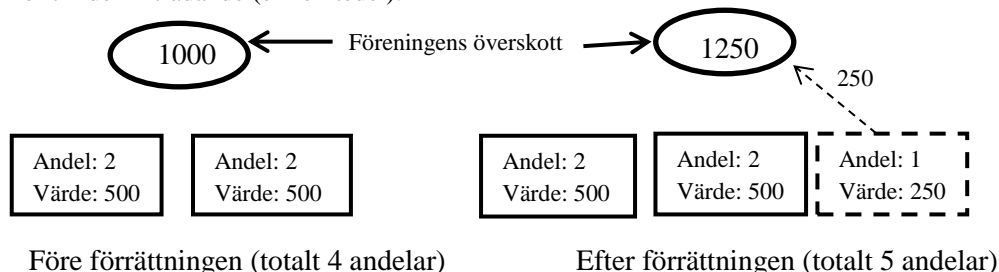 1000
Föreningens överskott
1250
250
Andel: 2
Värde: 500
Andel: 2
Värde: 500
Andel: 2
Värde: 500
Andel: 2
Värde: 500
Andel: 1
Värde: 250
Före förrättningen (totalt 4 andelar)
Efter förrättningen (totalt 5 andelar)